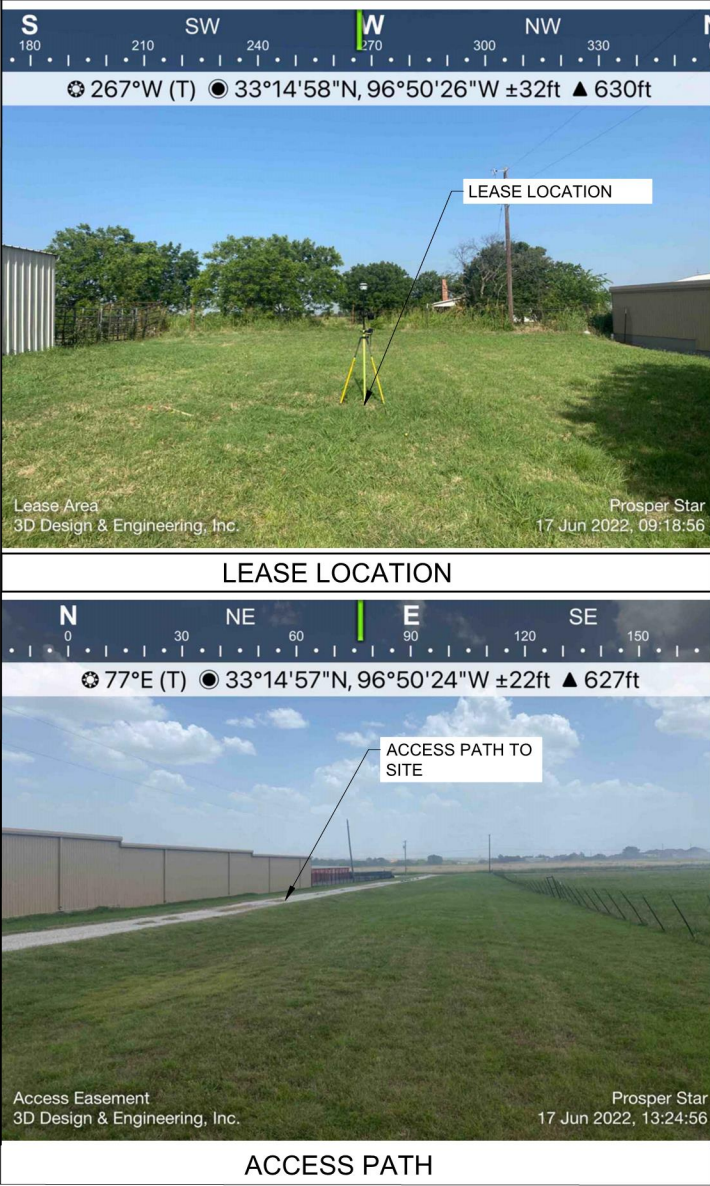 S SW W NW
180 210 240 270 300 330
267°W (T) 33°14'58"N, 96°50'26"W ±32ft ▲ 630ft
LEASE LOCATION
Lease Area
3D Design & Engineering, Inc.
Prosper Star
17 Jun 2022, 09:18:56
LEASE LOCATION
N NE E SE
0 30 60 90 120 150
77°E (T) 33°14'57"N, 96°50'24"W ±22ft ▲ 627ft
ACCESS PATH TO
SITE
Access Easement
3D Design & Engineering, Inc.
Prosper Star
17 Jun 2022, 13:24:56
ACCESS PATH